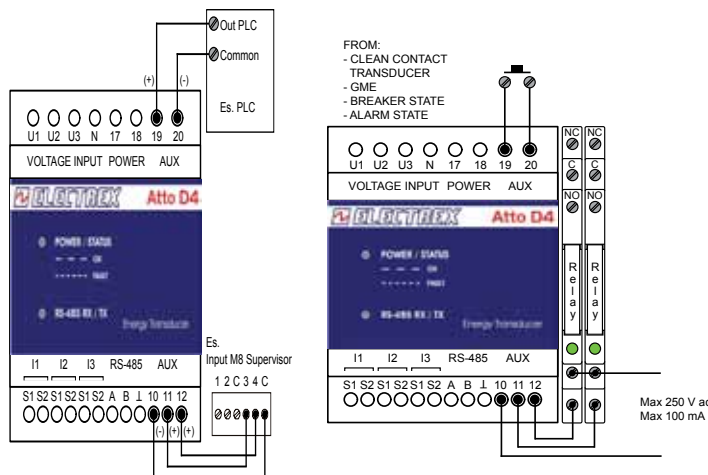 Out PLC
Common
(+) (-)
Es. PLC
U1 U2 U3 N 17 18 19 20
VOLTAGE INPUT POWER AUX
ELECTREX Atto D4
POWER / STATUS
ON
FAULT
RS-485 RX / TX
Energy Transducer
I1 I2 I3 RS-485 AUX
S1 S2 S1 S2 S1 S2 A B ⊥ 10 11 12
(-) (+) (+)
Es.
Input M8 Supervisor
1 2 C 3 4 C
FROM:
- CLEAN CONTACT
TRANSDUCER
- GME
- BREAKER STATE
- ALARM STATE
U1 U2 U3 N 17 18 19 20
VOLTAGE INPUT POWER AUX
ELECTREX Atto D4
POWER / STATUS
ON
FAULT
RS-485 RX / TX
Energy Transducer
I1 I2 I3 RS-485 AUX
S1 S2 S1 S2 S1 S2 A B ⊥ 10 11 12
NC NC
C C
NO NO
Relay
Relay
Max 250 V ac
Max 100 mA